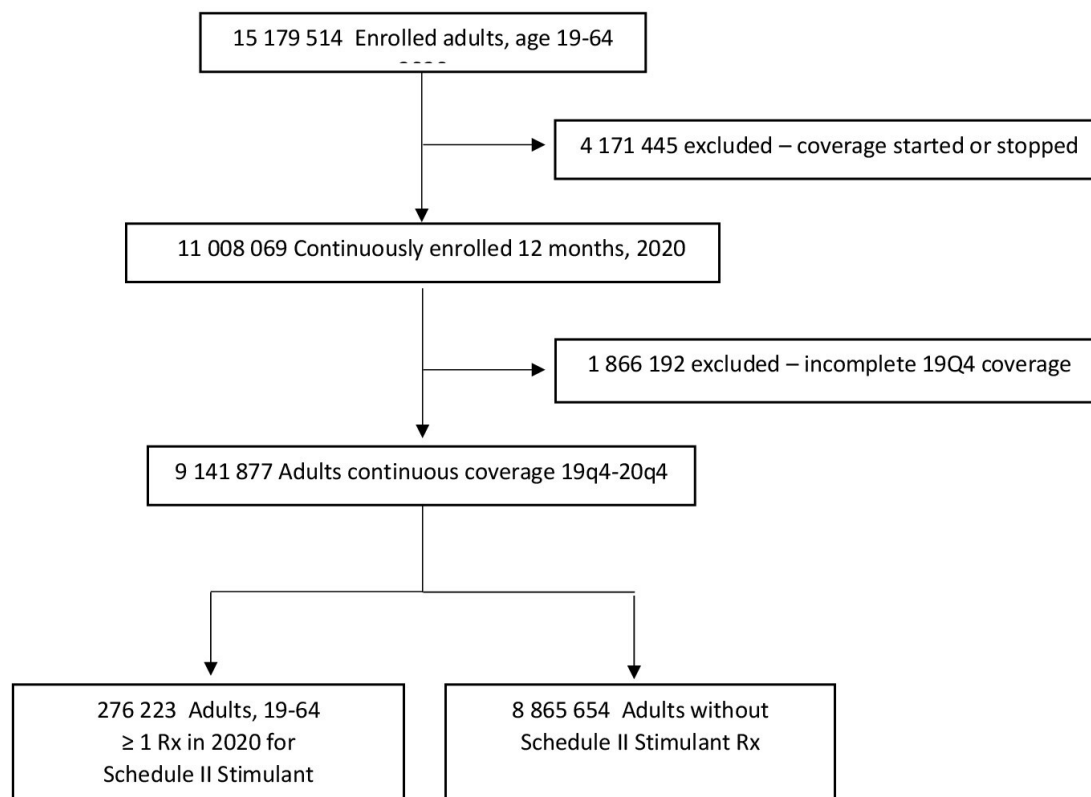 15 179 514 Enrolled adults, age 19-64
4 171 445 excluded – coverage started or stopped
11 008 069 Continuously enrolled 12 months, 2020
1 866 192 excluded – incomplete 19Q4 coverage
9 141 877 Adults continuous coverage 19q4-20q4
276 223 Adults, 19-64
≥ 1 Rx in 2020 for
Schedule II Stimulant
8 865 654 Adults without
Schedule II Stimulant Rx